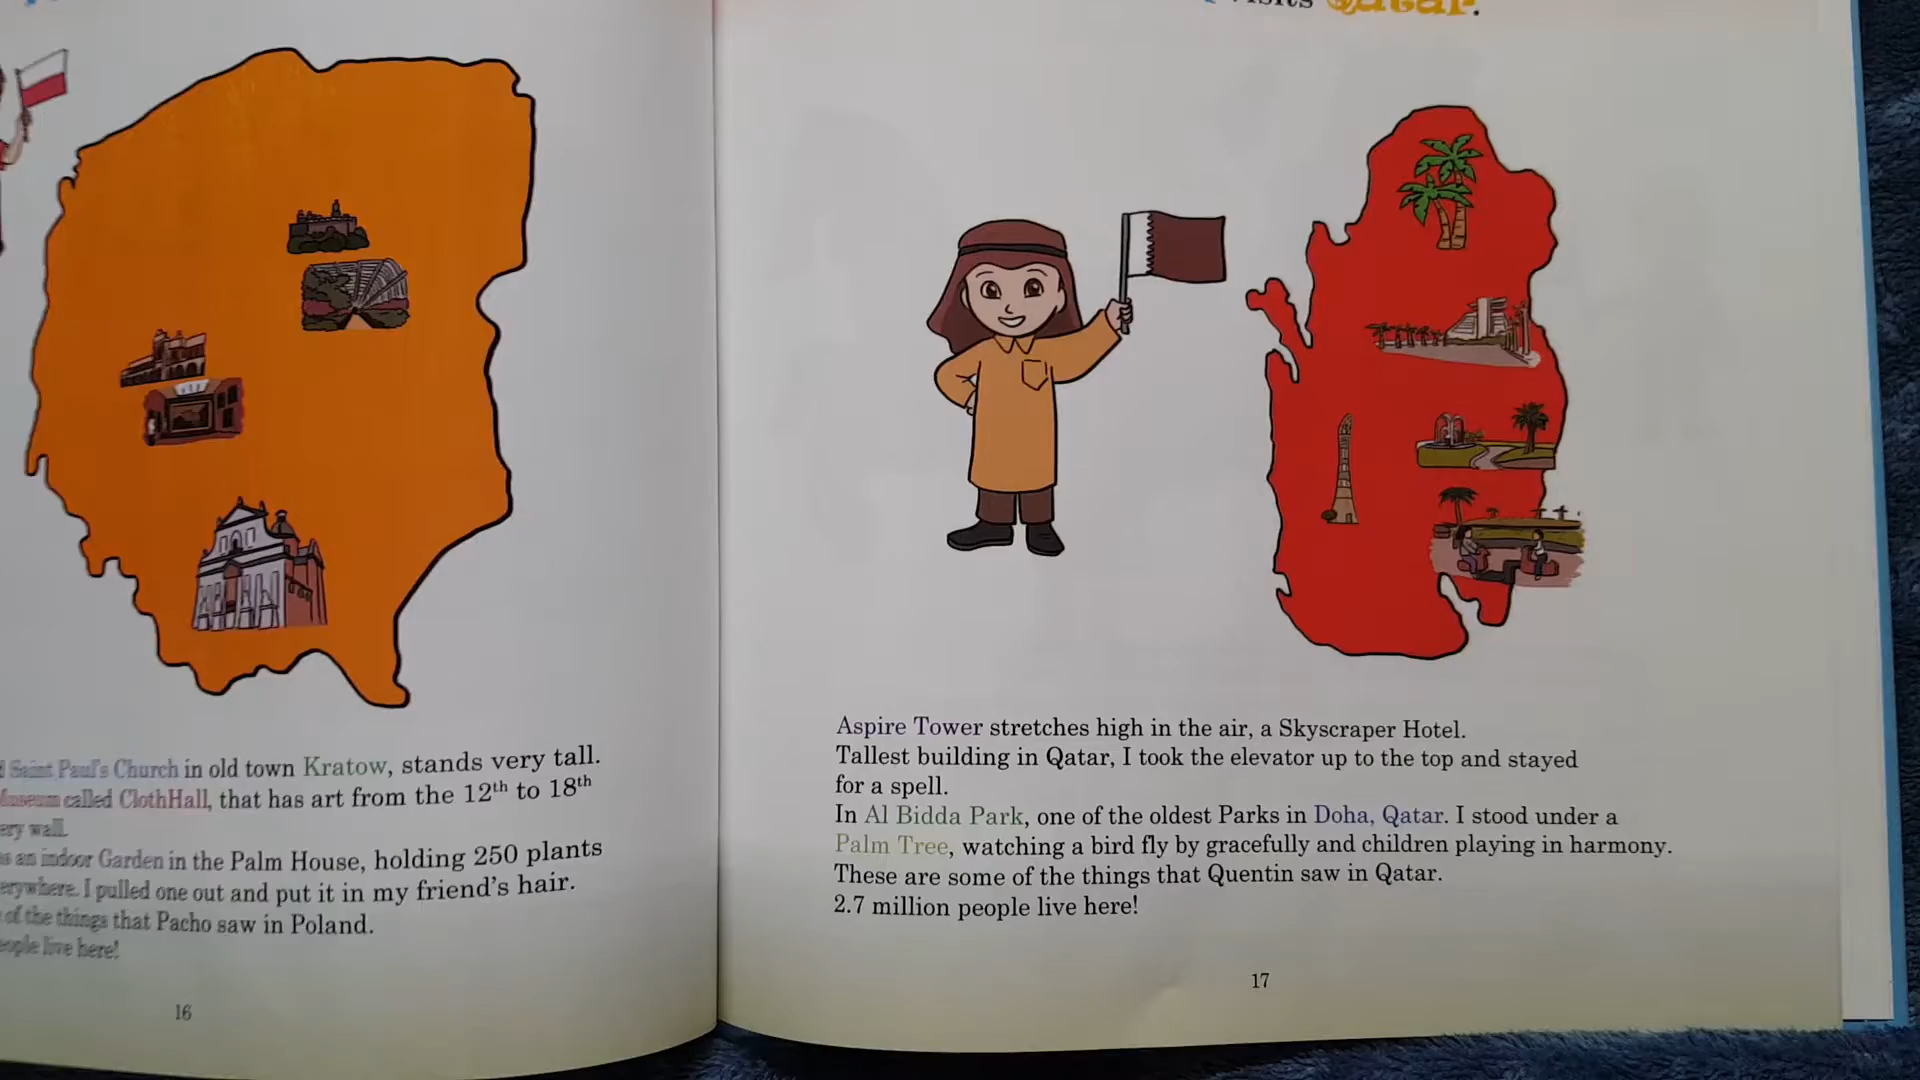 Saint Paul's Church in old town Kratow, stands very tall.
Museum called ClothHall, that has art from the 12th to 18th
ery wall.
as an indoor Garden in the Palm House, holding 250 plants
erywhere. I pulled one out and put it in my friend's hair.
of the things that Pacho saw in Poland.
eople live here!
16
visits Qatar.
Aspire Tower stretches high in the air, a Skyscraper Hotel.
Tallest building in Qatar, I took the elevator up to the top and stayed
for a spell.
In Al Bidda Park, one of the oldest Parks in Doha, Qatar. I stood under a
Palm Tree, watching a bird fly by gracefully and children playing in harmony.
These are some of the things that Quentin saw in Qatar.
2.7 million people live here!
17